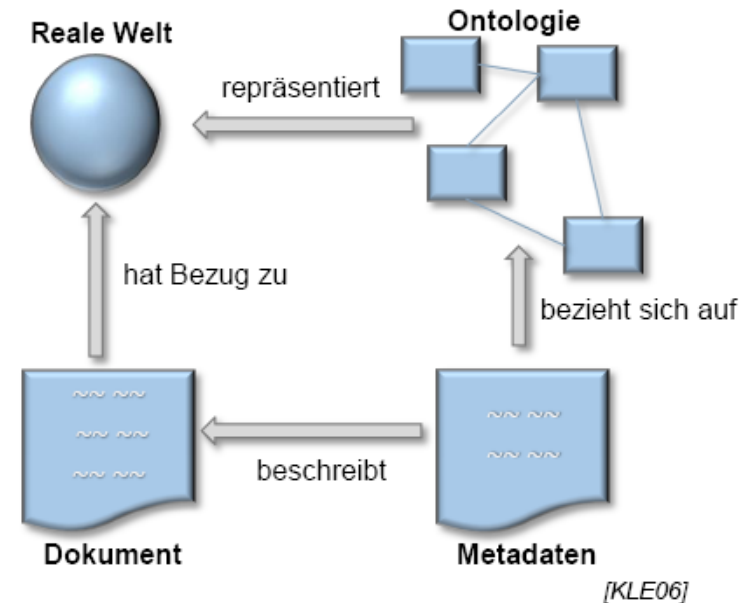 Reale Welt
Ontologie
repräsentiert
hat Bezug zu
bezieht sich auf
beschreibt
Dokument
Metadaten
[KLE06]